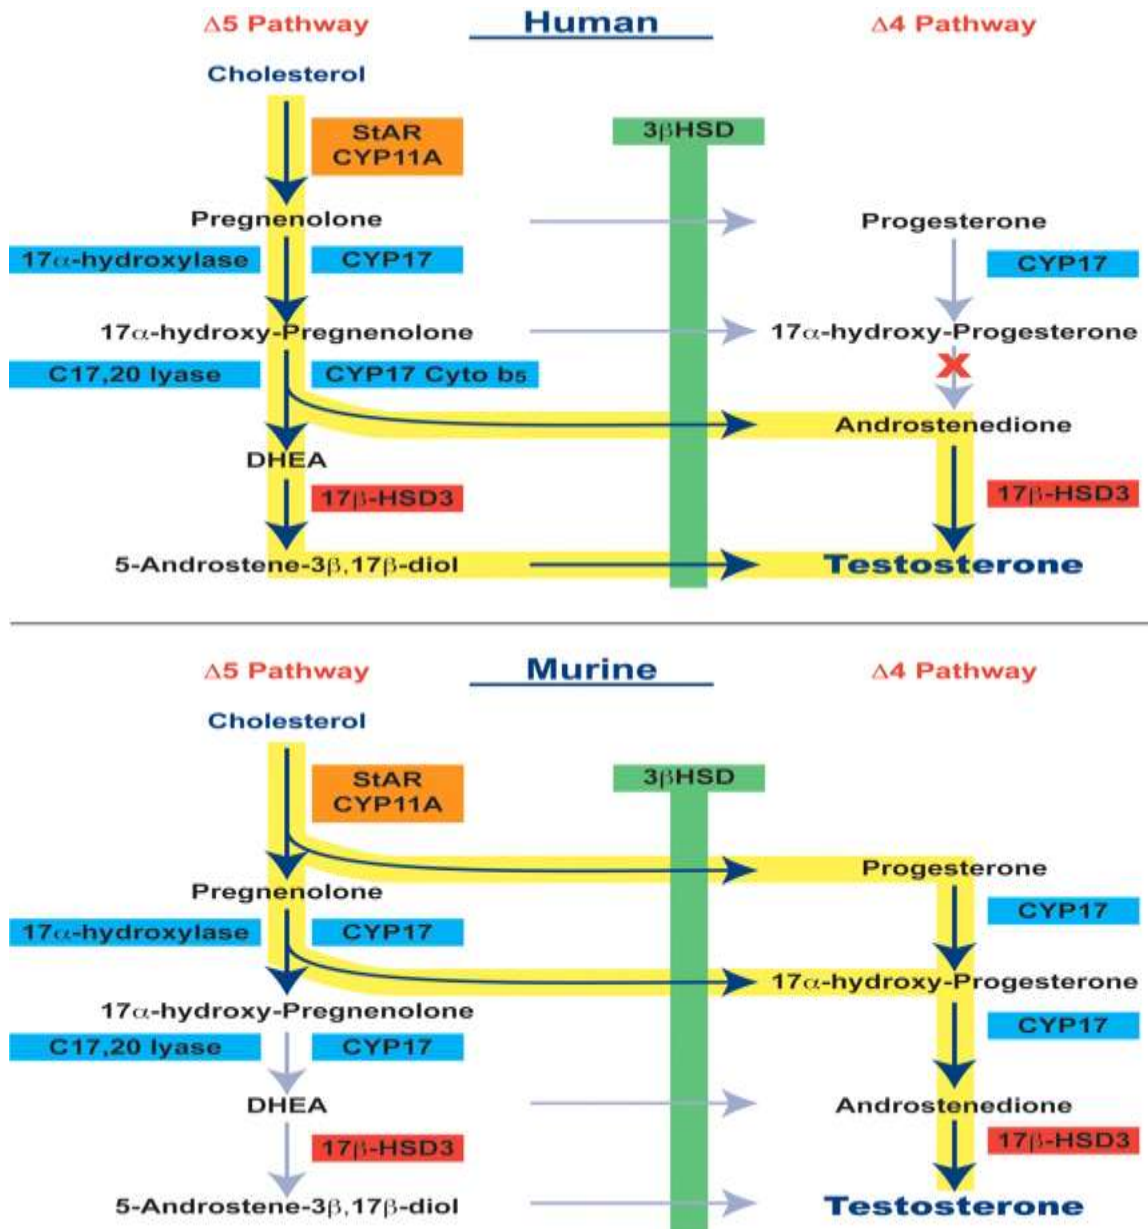 Δ5 Pathway
Human
Δ4 Pathway
Cholesterol
StAR
CYP11A
3βHSD
Pregnenolone
Progesterone
17α-hydroxylase
CYP17
CYP17
17α-hydroxy-Pregnenolone
17α-hydroxy-Progesterone
C17,20 lyase
CYP17 Cyto b5
X
Androstenedione
DHEA
17β-HSD3
17β-HSD3
5-Androstene-3β,17β-diol
Testosterone
Δ5 Pathway
Murine
Δ4 Pathway
Cholesterol
StAR
CYP11A
3βHSD
Progesterone
Pregnenolone
CYP17
17α-hydroxylase
CYP17
17α-hydroxy-Progesterone
17α-hydroxy-Pregnenolone
CYP17
C17,20 lyase
CYP17
DHEA
Androstenedione
17β-HSD3
17β-HSD3
5-Androstene-3β,17β-diol
Testosterone